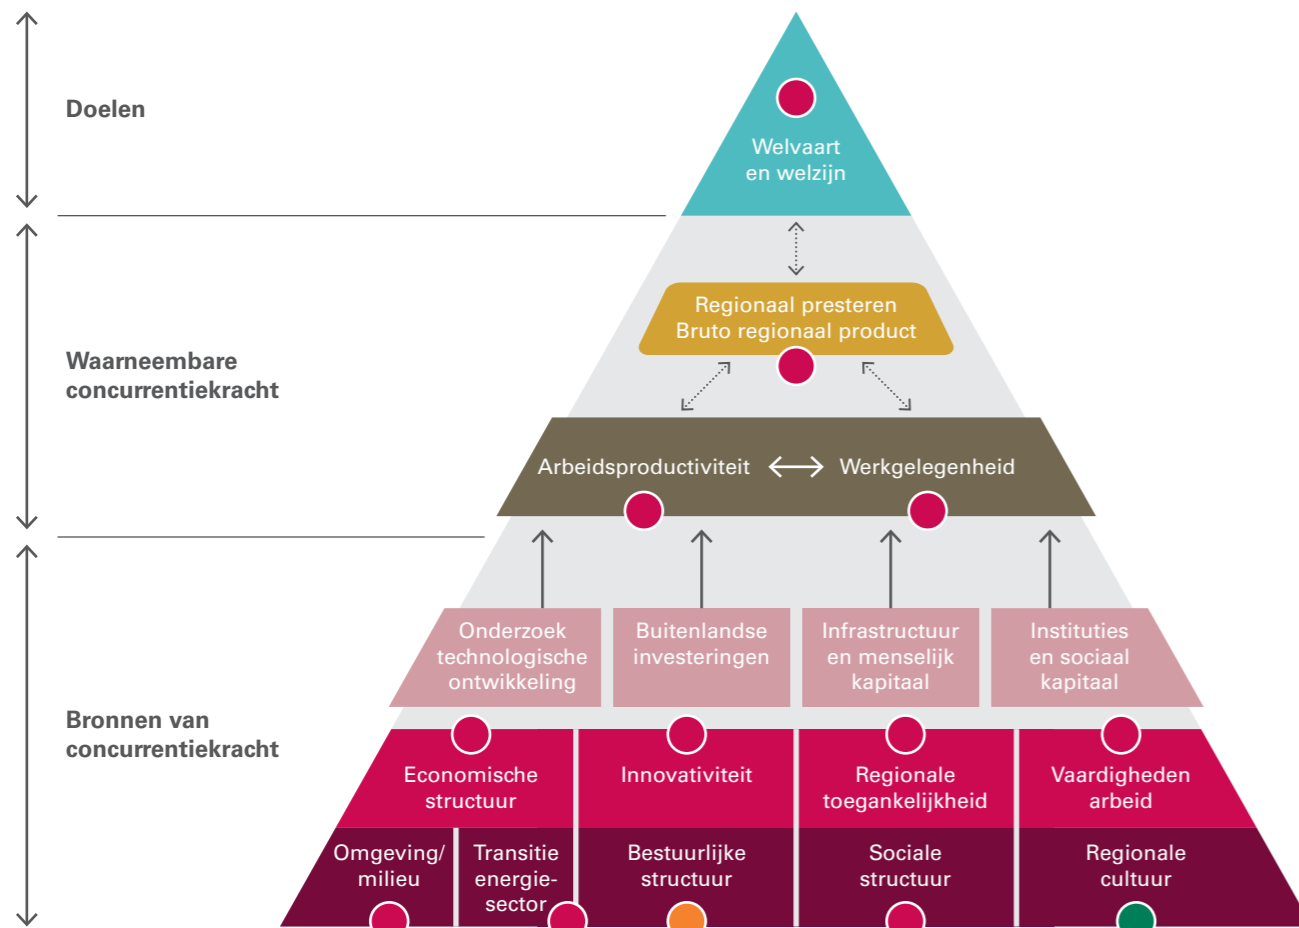 Doelen
Welvaart
en welzijn
Waarneembare
concurrentiekracht
Regionaal presteren
Bruto regionaal product
Arbeidsproductiviteit
Werkgelegenheid
Bronnen van
concurrentiekracht
Onderzoek
technologische
ontwikkeling
Buitenlandse
investeringen
Infrastructuur
en menselijk
kapitaal
Instituties
en sociaal
kapitaal
Economische
structuur
Innovativiteit
Regionale
toegankelijkheid
Vaardigheden
arbeid
Omgeving/
milieu
Transitie
energie-
sector
Bestuurlijke
structuur
Sociale
structuur
Regionale
cultuur